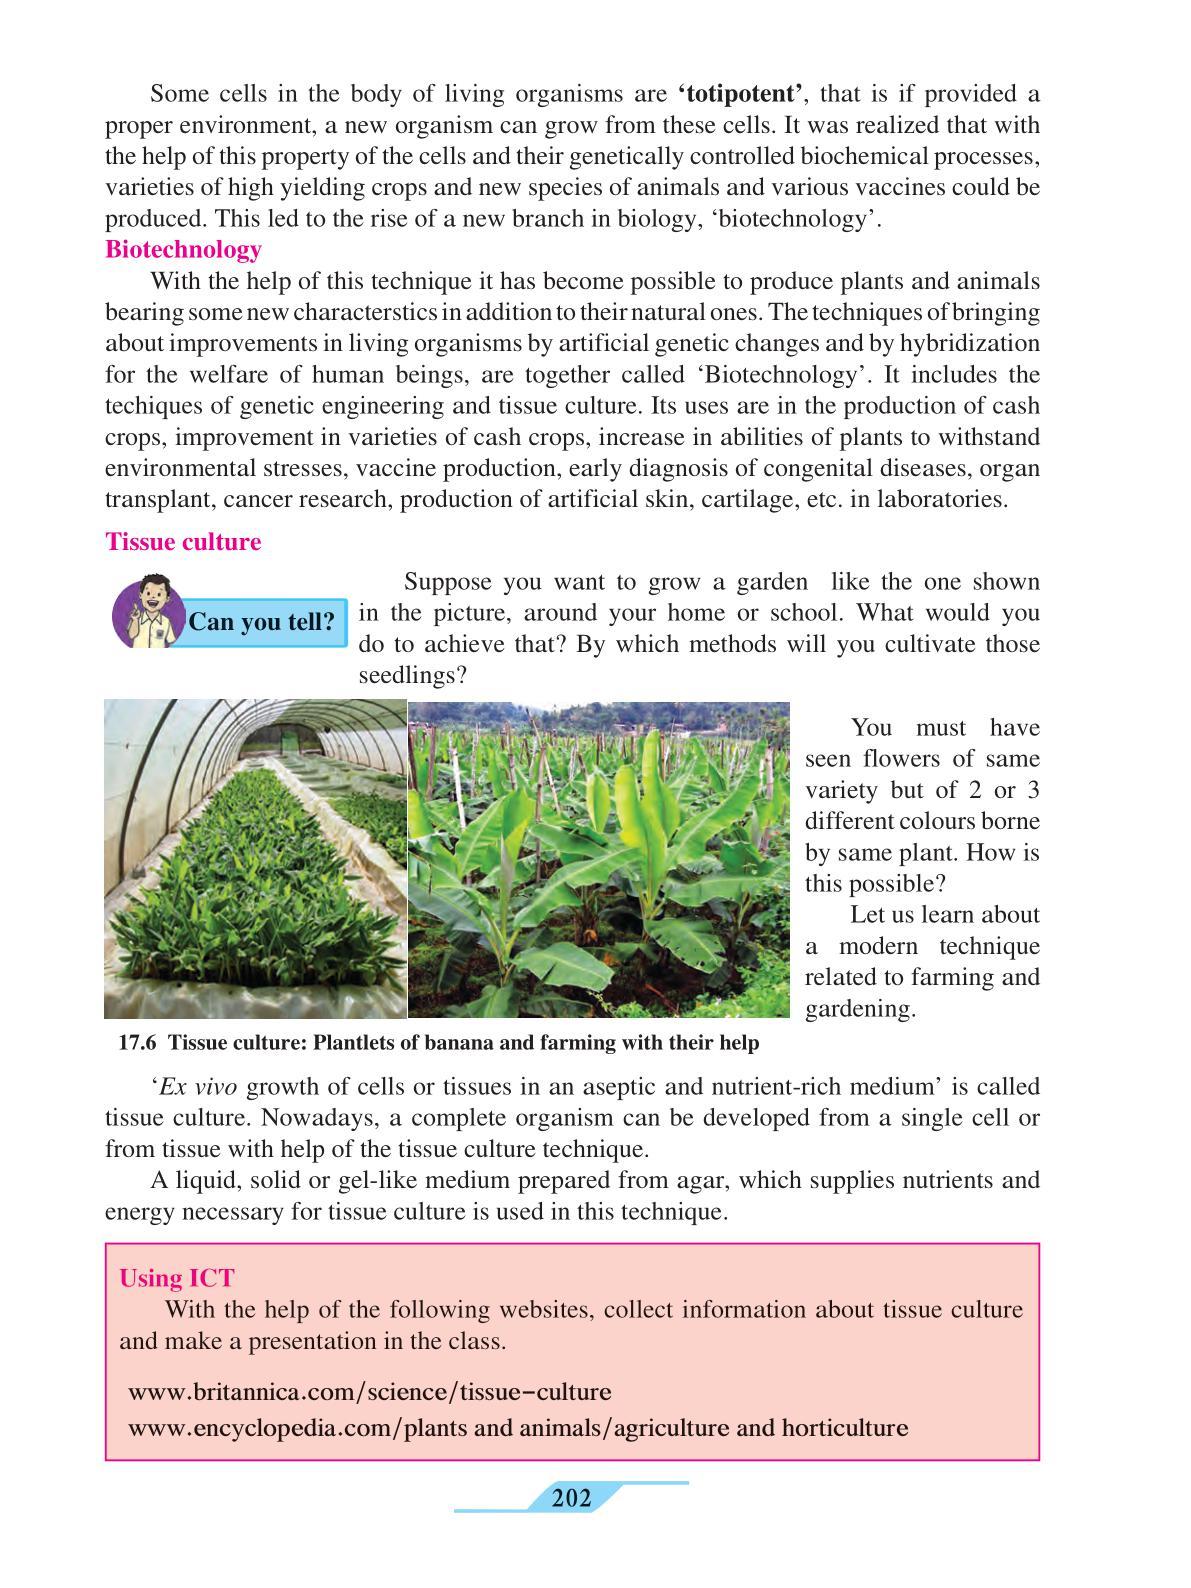 Some cells in the body of living organisms are ‘totipotent’, that is if provided a
proper environment, a new organism can grow from these cells. It was realized that with
the help of this property of the cells and their genetically controlled biochemical processes,
varieties of high yielding crops and new species of animals and various vaccines could be
produced. This led to the rise of a new branch in biology, ‘biotechnology’.
Biotechnology
With the help of this technique it has become possible to produce plants and animals
bearing some new characterstics in addition to their natural ones. The techniques of bringing
about improvements in living organisms by artificial genetic changes and by hybridization
for the welfare of human beings, are together called ‘Biotechnology’. It includes the
techiques of genetic engineering and tissue culture. Its uses are in the production of cash
crops, improvement in varieties of cash crops, increase in abilities of plants to withstand
environmental stresses, vaccine production, early diagnosis of congenital diseases, organ
transplant, cancer research, production of artificial skin, cartilage, etc. in laboratories.
Tissue culture
Can you tell?
Suppose you want to grow a garden like the one shown
in the picture, around your home or school. What would you
do to achieve that? By which methods will you cultivate those
seedlings?
You must have
seen flowers of same
variety but of 2 or 3
different colours borne
by same plant. How is
this possible?
Let us learn about
a modern technique
related to farming and
gardening.
17.6 Tissue culture: Plantlets of banana and farming with their help
‘Ex vivo growth of cells or tissues in an aseptic and nutrient-rich medium’ is called
tissue culture. Nowadays, a complete organism can be developed from a single cell or
from tissue with help of the tissue culture technique.
A liquid, solid or gel-like medium prepared from agar, which supplies nutrients and
energy necessary for tissue culture is used in this technique.
Using ICT
With the help of the following websites, collect information about tissue culture
and make a presentation in the class.
www.britannica.com/science/tissue-culture
www.encyclopedia.com/plants and animals/agriculture and horticulture
202